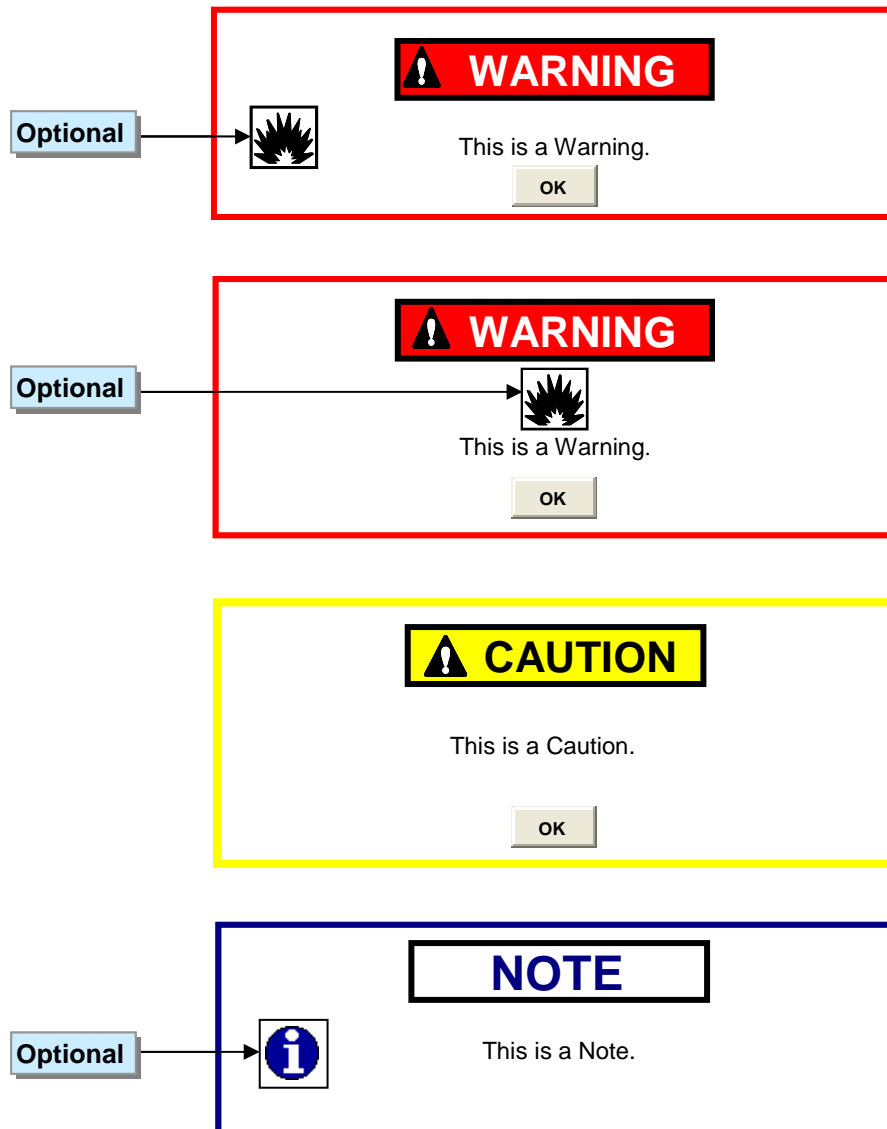 WARNING
Optional
This is a Warning.
OK
WARNING
Optional
This is a Warning.
OK
CAUTION
This is a Caution.
OK
NOTE
Optional
This is a Note.